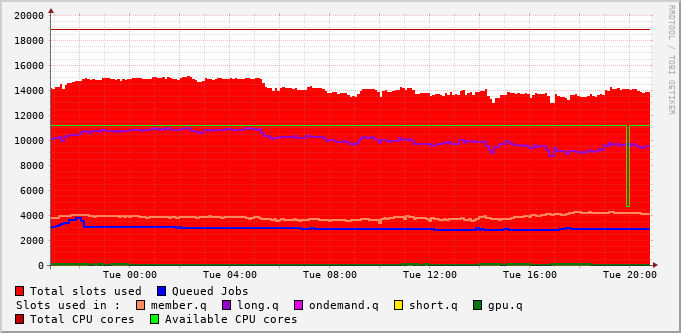 RRDTOOL / TOBI OETIKER
20000
18000
16000
14000
12000
10000
8000
6000
4000
2000
0
Tue 00:00 Tue 04:00 Tue 08:00 Tue 12:00 Tue 16:00 Tue 20:00
Total slots used Queued Jobs
Slots used in : member.q long.q ondemand.q short.q gpu.q
Total CPU cores Available CPU cores